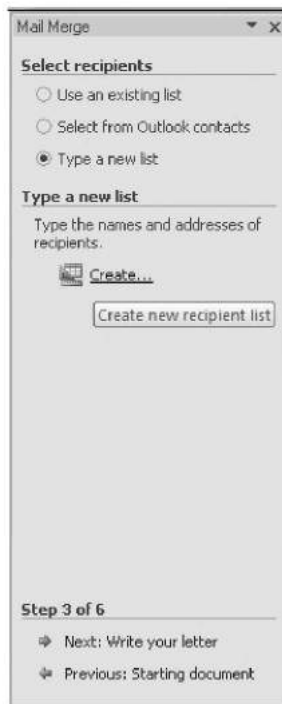 Mail Merge
Select recipients
Use an existing list
Select from Outlook contacts
Type a new list
Type a new list
Type the names and addresses of
recipients.
Create...
Create new recipient list
Step 3 of 6
Next: Write your letter
Previous: Starting document